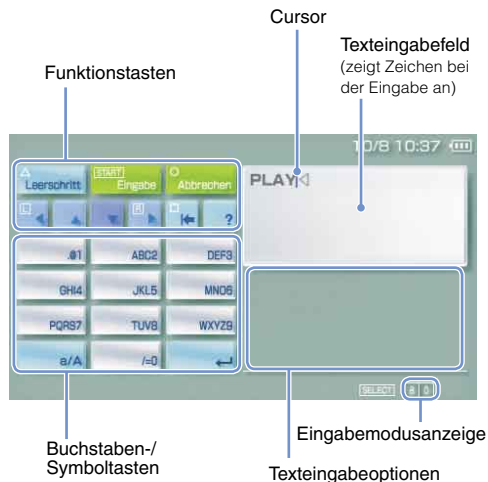 Cursor
Texteingabefeld
(zeigt Zeichen bei
der Eingabe an)
Funktionstasten
10/8 10:37
Leerschritt
START Eingabe
Abbrechen
L
R
?
PLAY
.@1
ABC2
DEF3
GHI4
JKL5
MNO6
PQRS7
TUV8
WXYZ9
a/A
/=0
SELECT
Eingabemodusanzeige
Buchstaben-/
Symboltasten
Texteingabeoptionen